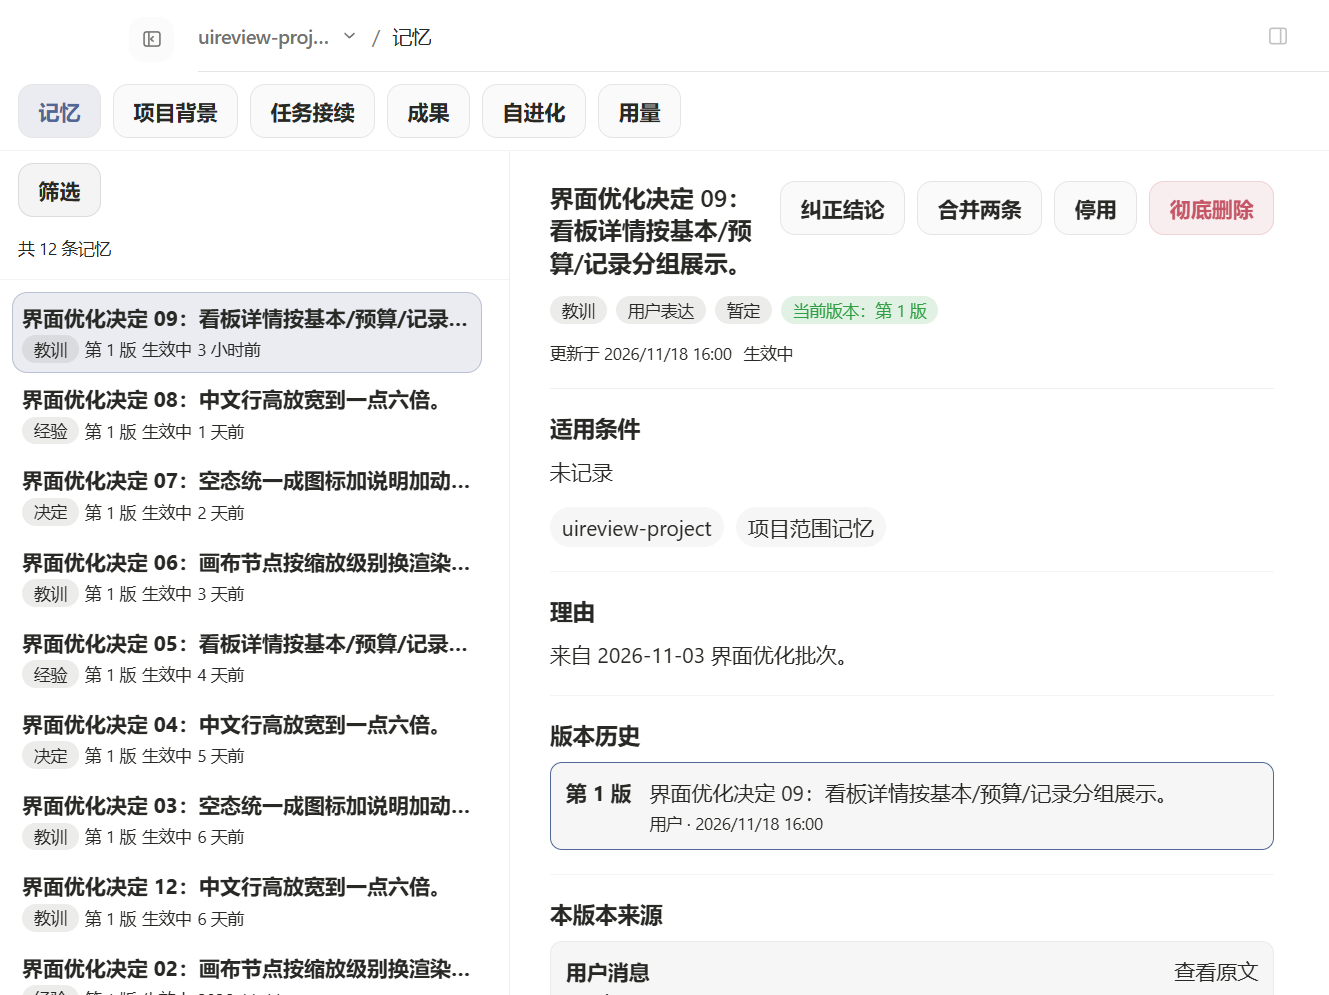 uireview-proj... / 记忆
记忆 项目背景 任务接续 成果 自进化 用量
筛选
共 12 条记忆
界面优化决定 09：看板详情按基本/预算/记录...
教训 第 1 版 生效中 3 小时前
界面优化决定 08：中文行高放宽到一点六倍。
经验 第 1 版 生效中 1 天前
界面优化决定 07：空态统一成图标加说明加动...
决定 第 1 版 生效中 2 天前
界面优化决定 06：画布节点按缩放级别换渲染...
教训 第 1 版 生效中 3 天前
界面优化决定 05：看板详情按基本/预算/记录...
经验 第 1 版 生效中 4 天前
界面优化决定 04：中文行高放宽到一点六倍。
决定 第 1 版 生效中 5 天前
界面优化决定 03：空态统一成图标加说明加动...
教训 第 1 版 生效中 6 天前
界面优化决定 12：中文行高放宽到一点六倍。
教训 第 1 版 生效中 6 天前
界面优化决定 02：画布节点按缩放级别换渲染...
界面优化决定 09：
看板详情按基本/预
算/记录分组展示。
纠正结论 合并两条 停用 彻底删除
教训 用户表达 暂定 当前版本：第 1 版
更新于 2026/11/18 16:00 生效中
适用条件
未记录
uireview-project 项目范围记忆
理由
来自 2026-11-03 界面优化批次。
版本历史
第 1 版 界面优化决定 09：看板详情按基本/预算/记录分组展示。
用户 · 2026/11/18 16:00
本版本来源
用户消息 查看原文